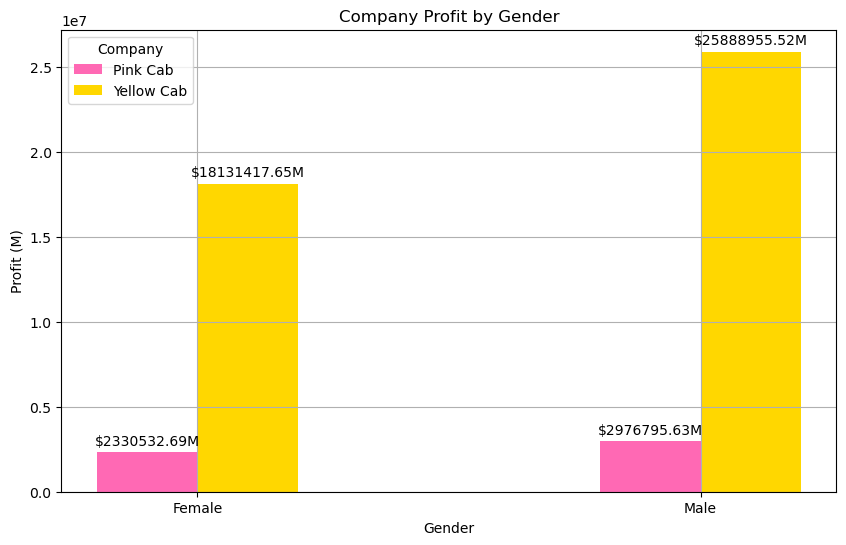 Company Profit by Gender
1e7
Company
Pink Cab
Yellow Cab
$25888955.52M
$18131417.65M
$2976795.63M
$2330532.69M
2.5
2.0
1.5
1.0
0.5
0.0
Profit (M)
Female
Male
Gender